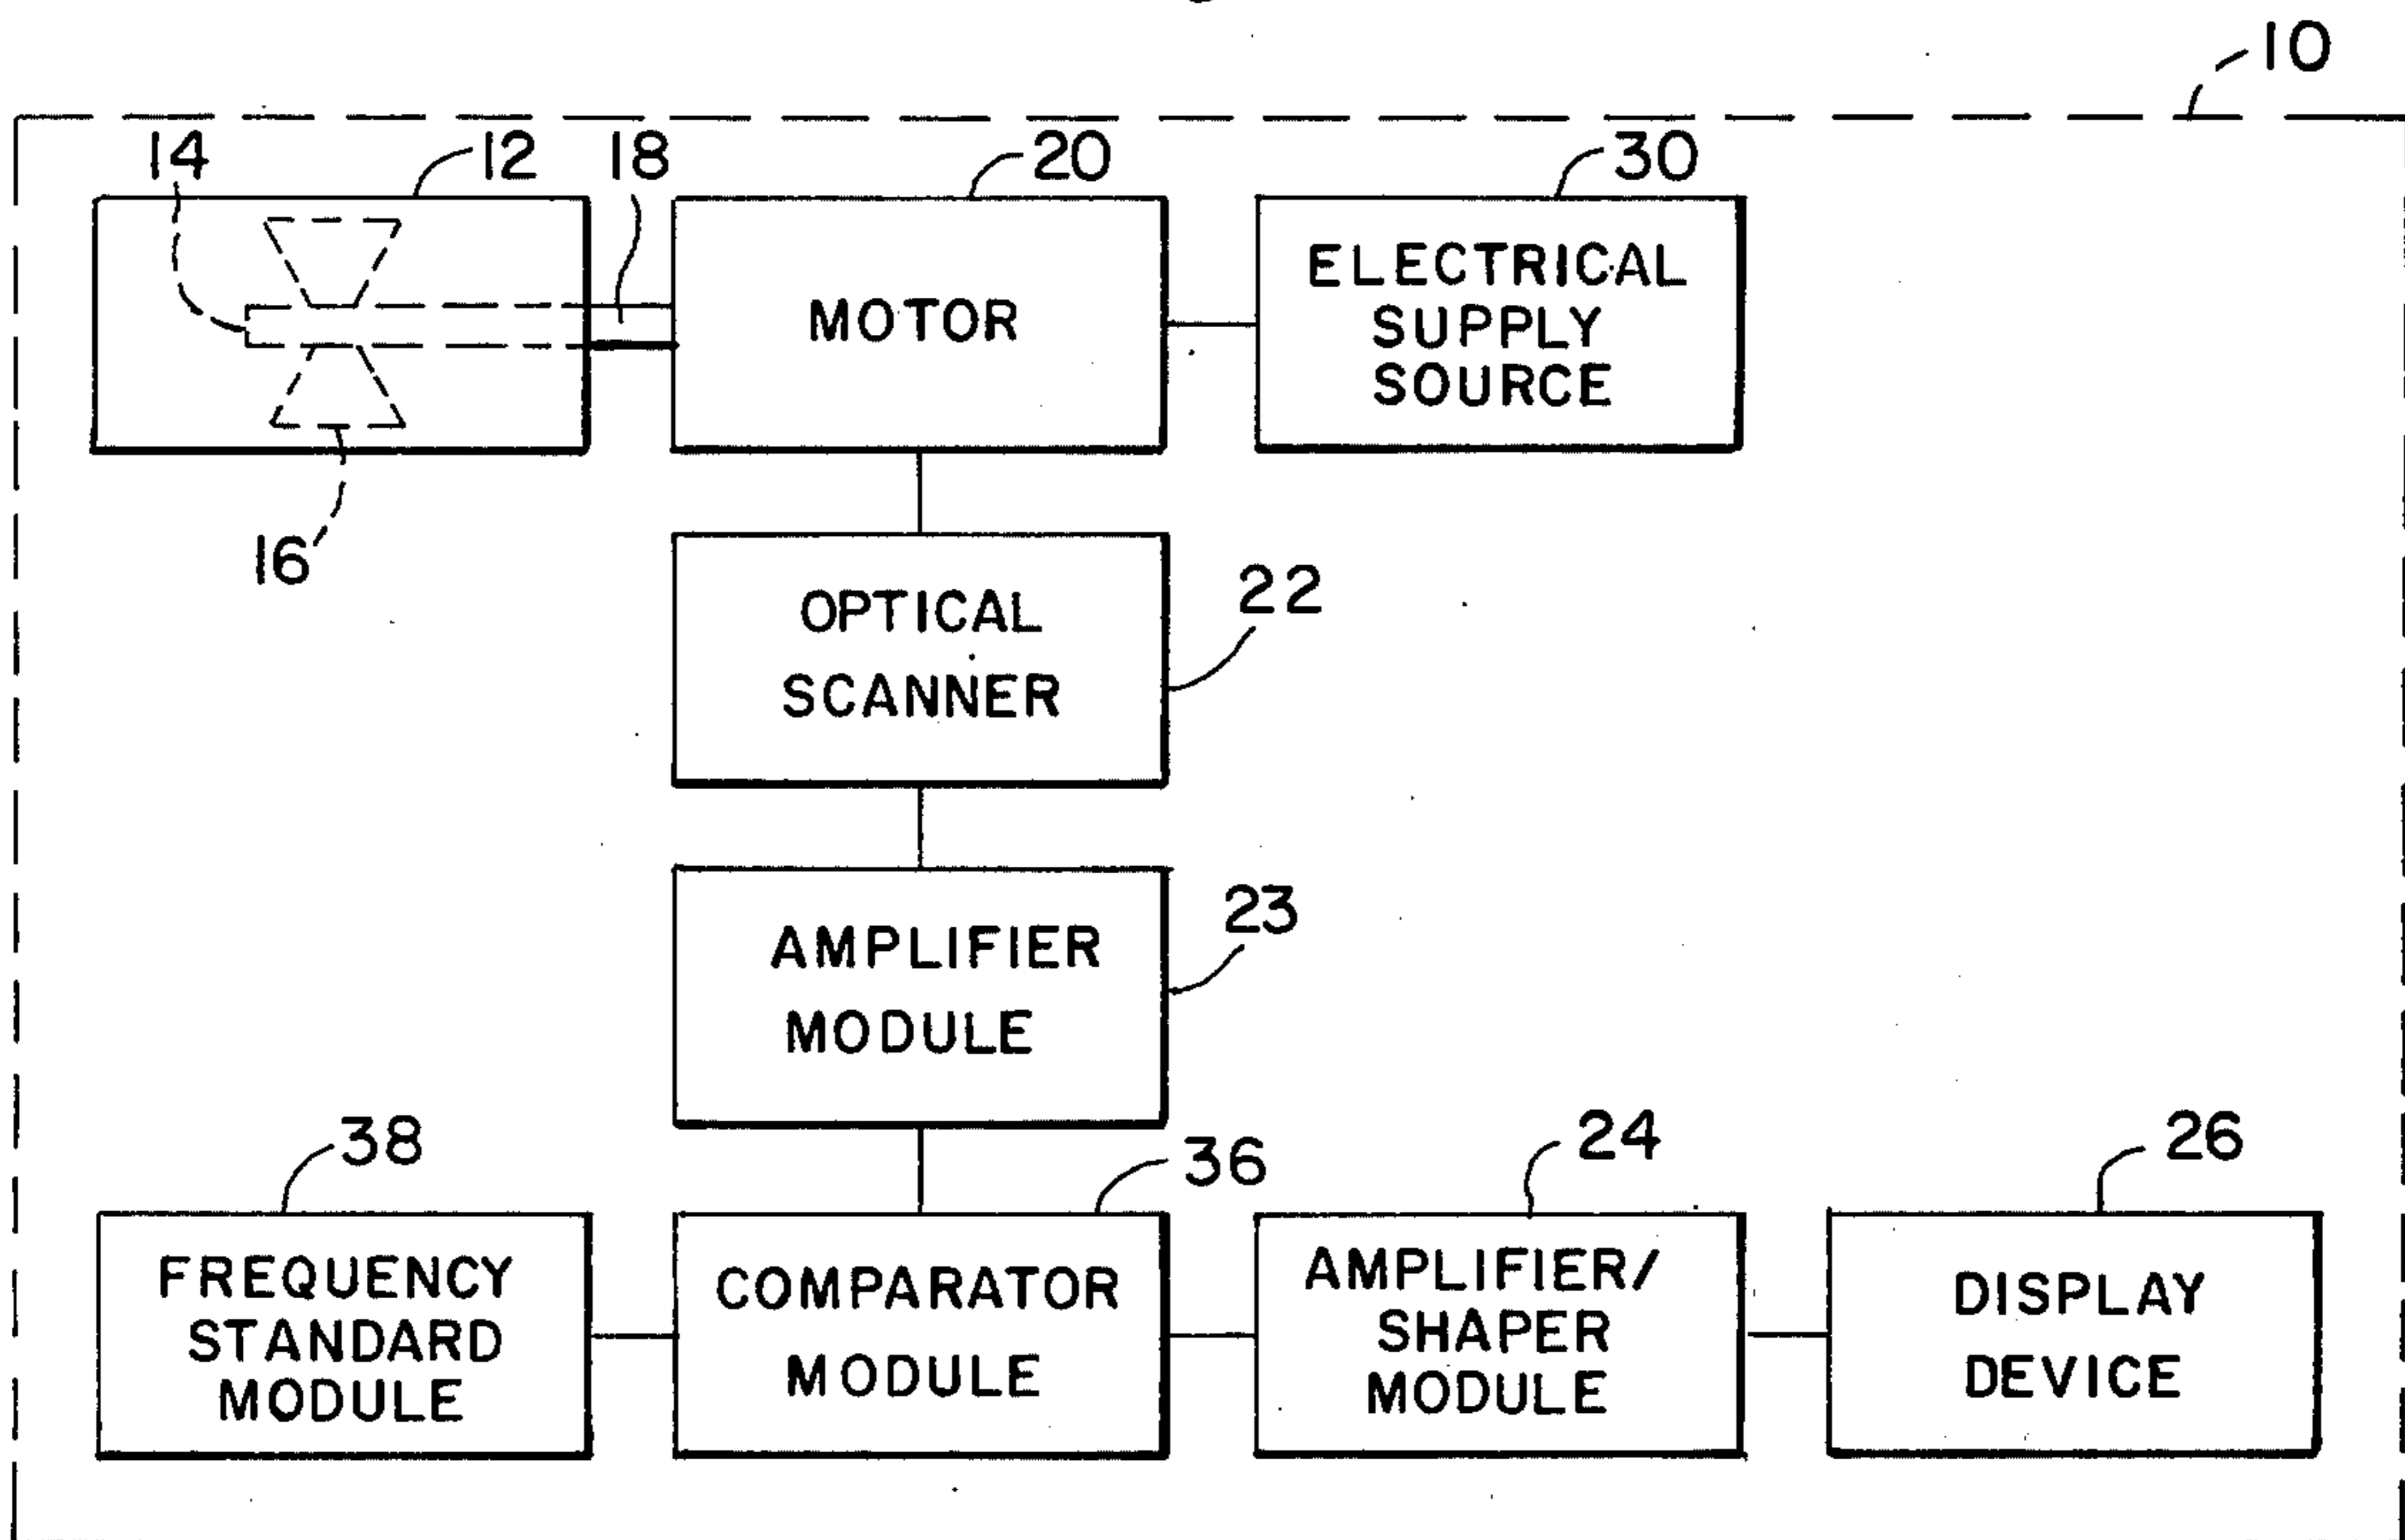 10
14
12
18
20
30
MOTOR
ELECTRICAL
SUPPLY
SOURCE
16
OPTICAL
SCANNER
22
AMPLIFIER
MODULE
23
38
36
24
26
FREQUENCY
STANDARD
MODULE
COMPARATOR
MODULE
AMPLIFIER/
SHAPER
MODULE
DISPLAY
DEVICE